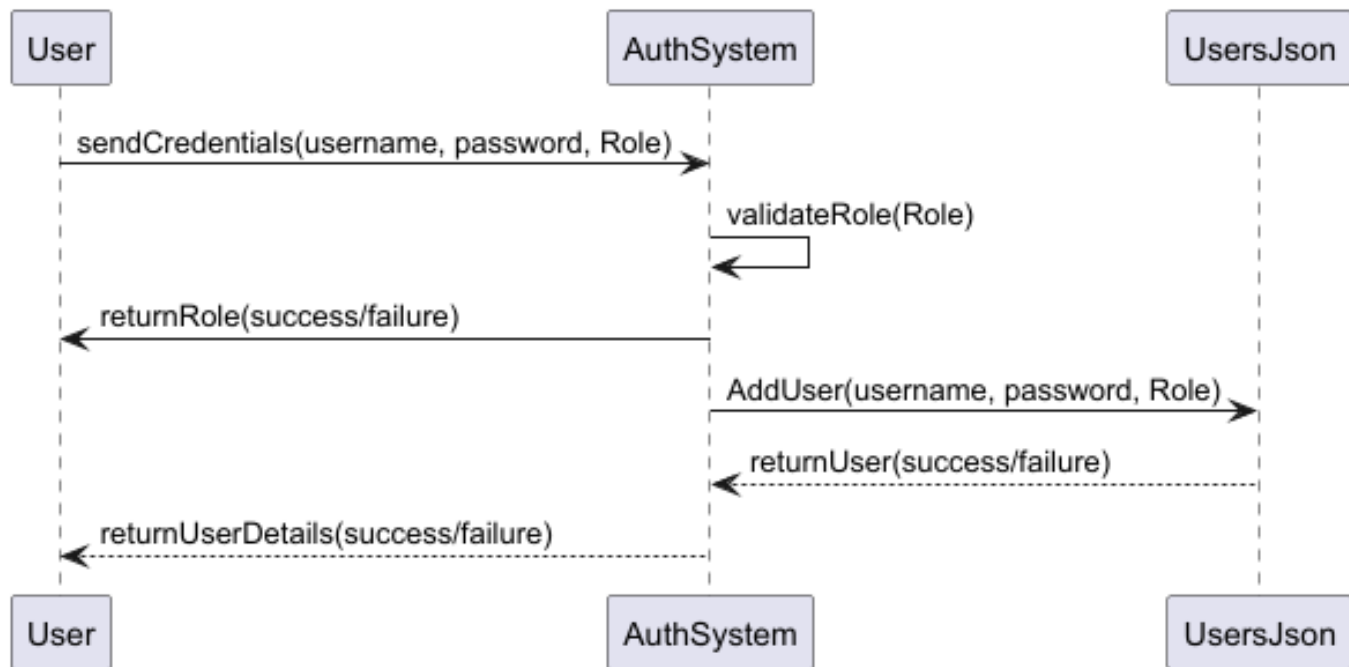 User
AuthSystem
UsersJson
sendCredentials(username, password, Role)
validateRole(Role)
returnRole(success/failure)
AddUser(username, password, Role)
returnUser(success/failure)
returnUserDetails(success/failure)
User
AuthSystem
UsersJson